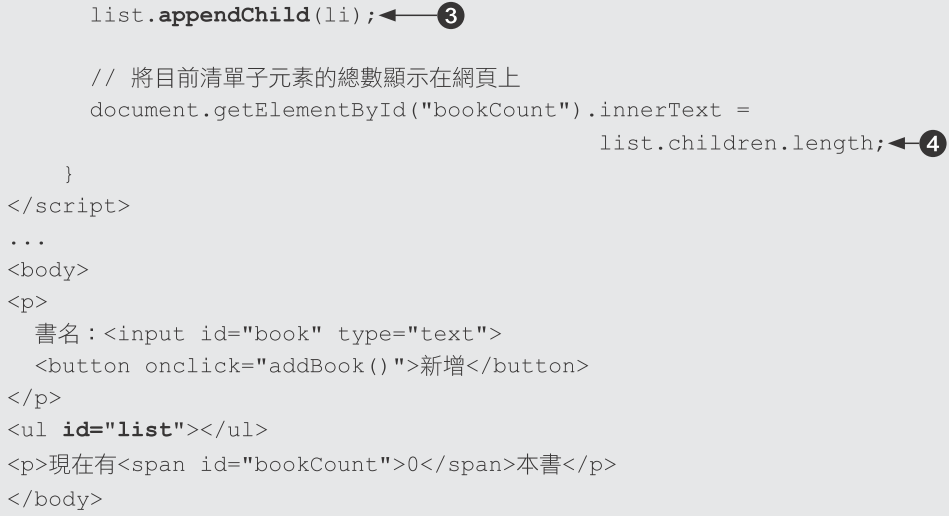 list.appendChild(li);❸
// 將目前清單子元素的總數顯示在網頁上
document.getElementById("bookCount").innerText =
list.children.length;❹
}
</script>
...
<body>
<p>
書名：<input id="book" type="text">
<button onclick="addBook()">新增</button>
</p>
<ul id="list"></ul>
<p>現在有<span id="bookCount">0</span>本書</p>
</body>